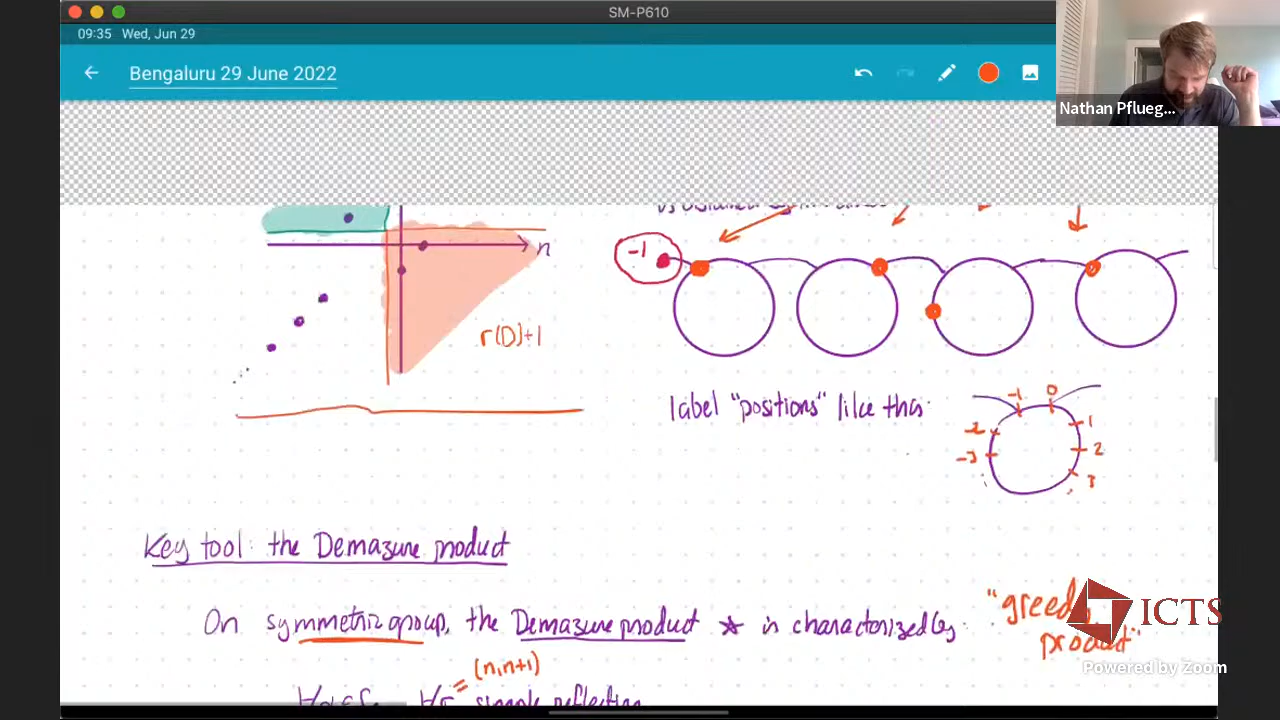 SM-P610
09:35 Wed, Jun 29
Bengaluru 29 June 2022
Nathan Pflueg...
n
-1
r(D)+1
label "positions" like this:
-1 0
-2 1
-3 2
3
Key tool: the Demazure product
On symmetric group, the Demazure product ★ is characterized by:
"greedy product"
= (n,n+1)
simple reflection
ICTS
Powered by Zoom